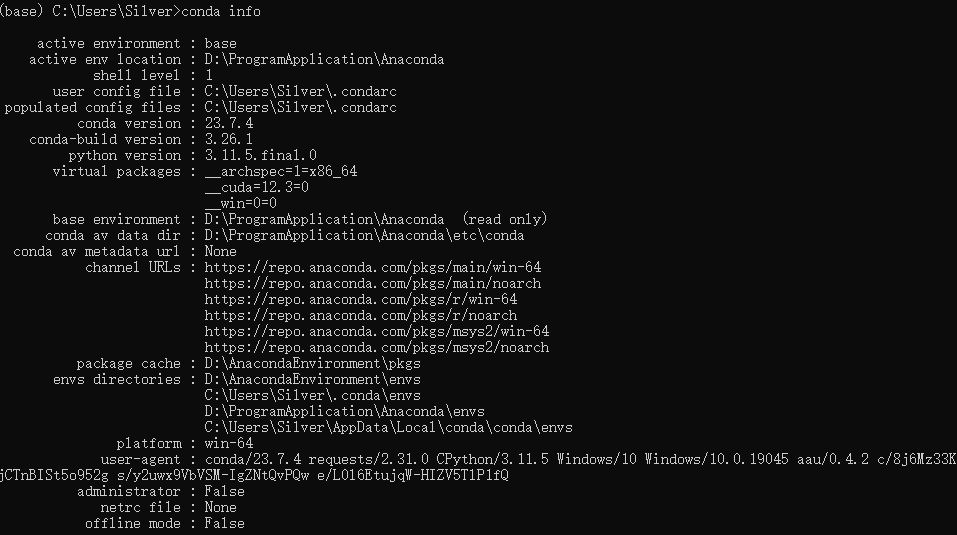 (base) C:\Users\Silver>conda info
active environment : base
active env location : D:\ProgramApplication\Anaconda
shell level : 1
user config file : C:\Users\Silver\.condarc
populated config files : C:\Users\Silver\.condarc
conda version : 23.7.4
conda-build version : 3.26.1
python version : 3.11.5.final.0
virtual packages : __archspec=1=x86_64
__cuda=12.3=0
__win=0=0
base environment : D:\ProgramApplication\Anaconda  (read only)
conda av data dir : D:\ProgramApplication\Anaconda\etc\conda
conda av metadata url : None
channel URLs : https://repo.anaconda.com/pkgs/main/win-64
https://repo.anaconda.com/pkgs/main/noarch
https://repo.anaconda.com/pkgs/r/win-64
https://repo.anaconda.com/pkgs/r/noarch
https://repo.anaconda.com/pkgs/msys2/win-64
https://repo.anaconda.com/pkgs/msys2/noarch
package cache : D:\AnacondaEnvironment\pkgs
envs directories : D:\AnacondaEnvironment\envs
C:\Users\Silver\.conda\envs
D:\ProgramApplication\Anaconda\envs
C:\Users\Silver\AppData\Local\conda\conda\envs
platform : win-64
user-agent : conda/23.7.4 requests/2.31.0 CPython/3.11.5 Windows/10 Windows/10.0.19045 aau/0.4.2 c/8j6Mz33K
jCTnBISt5o952g s/y2uwx9VbVSM-IgZNtQvPQw e/L016EtujqW-HIZV5T1P1fQ
administrator : False
netrc file : None
offline mode : False